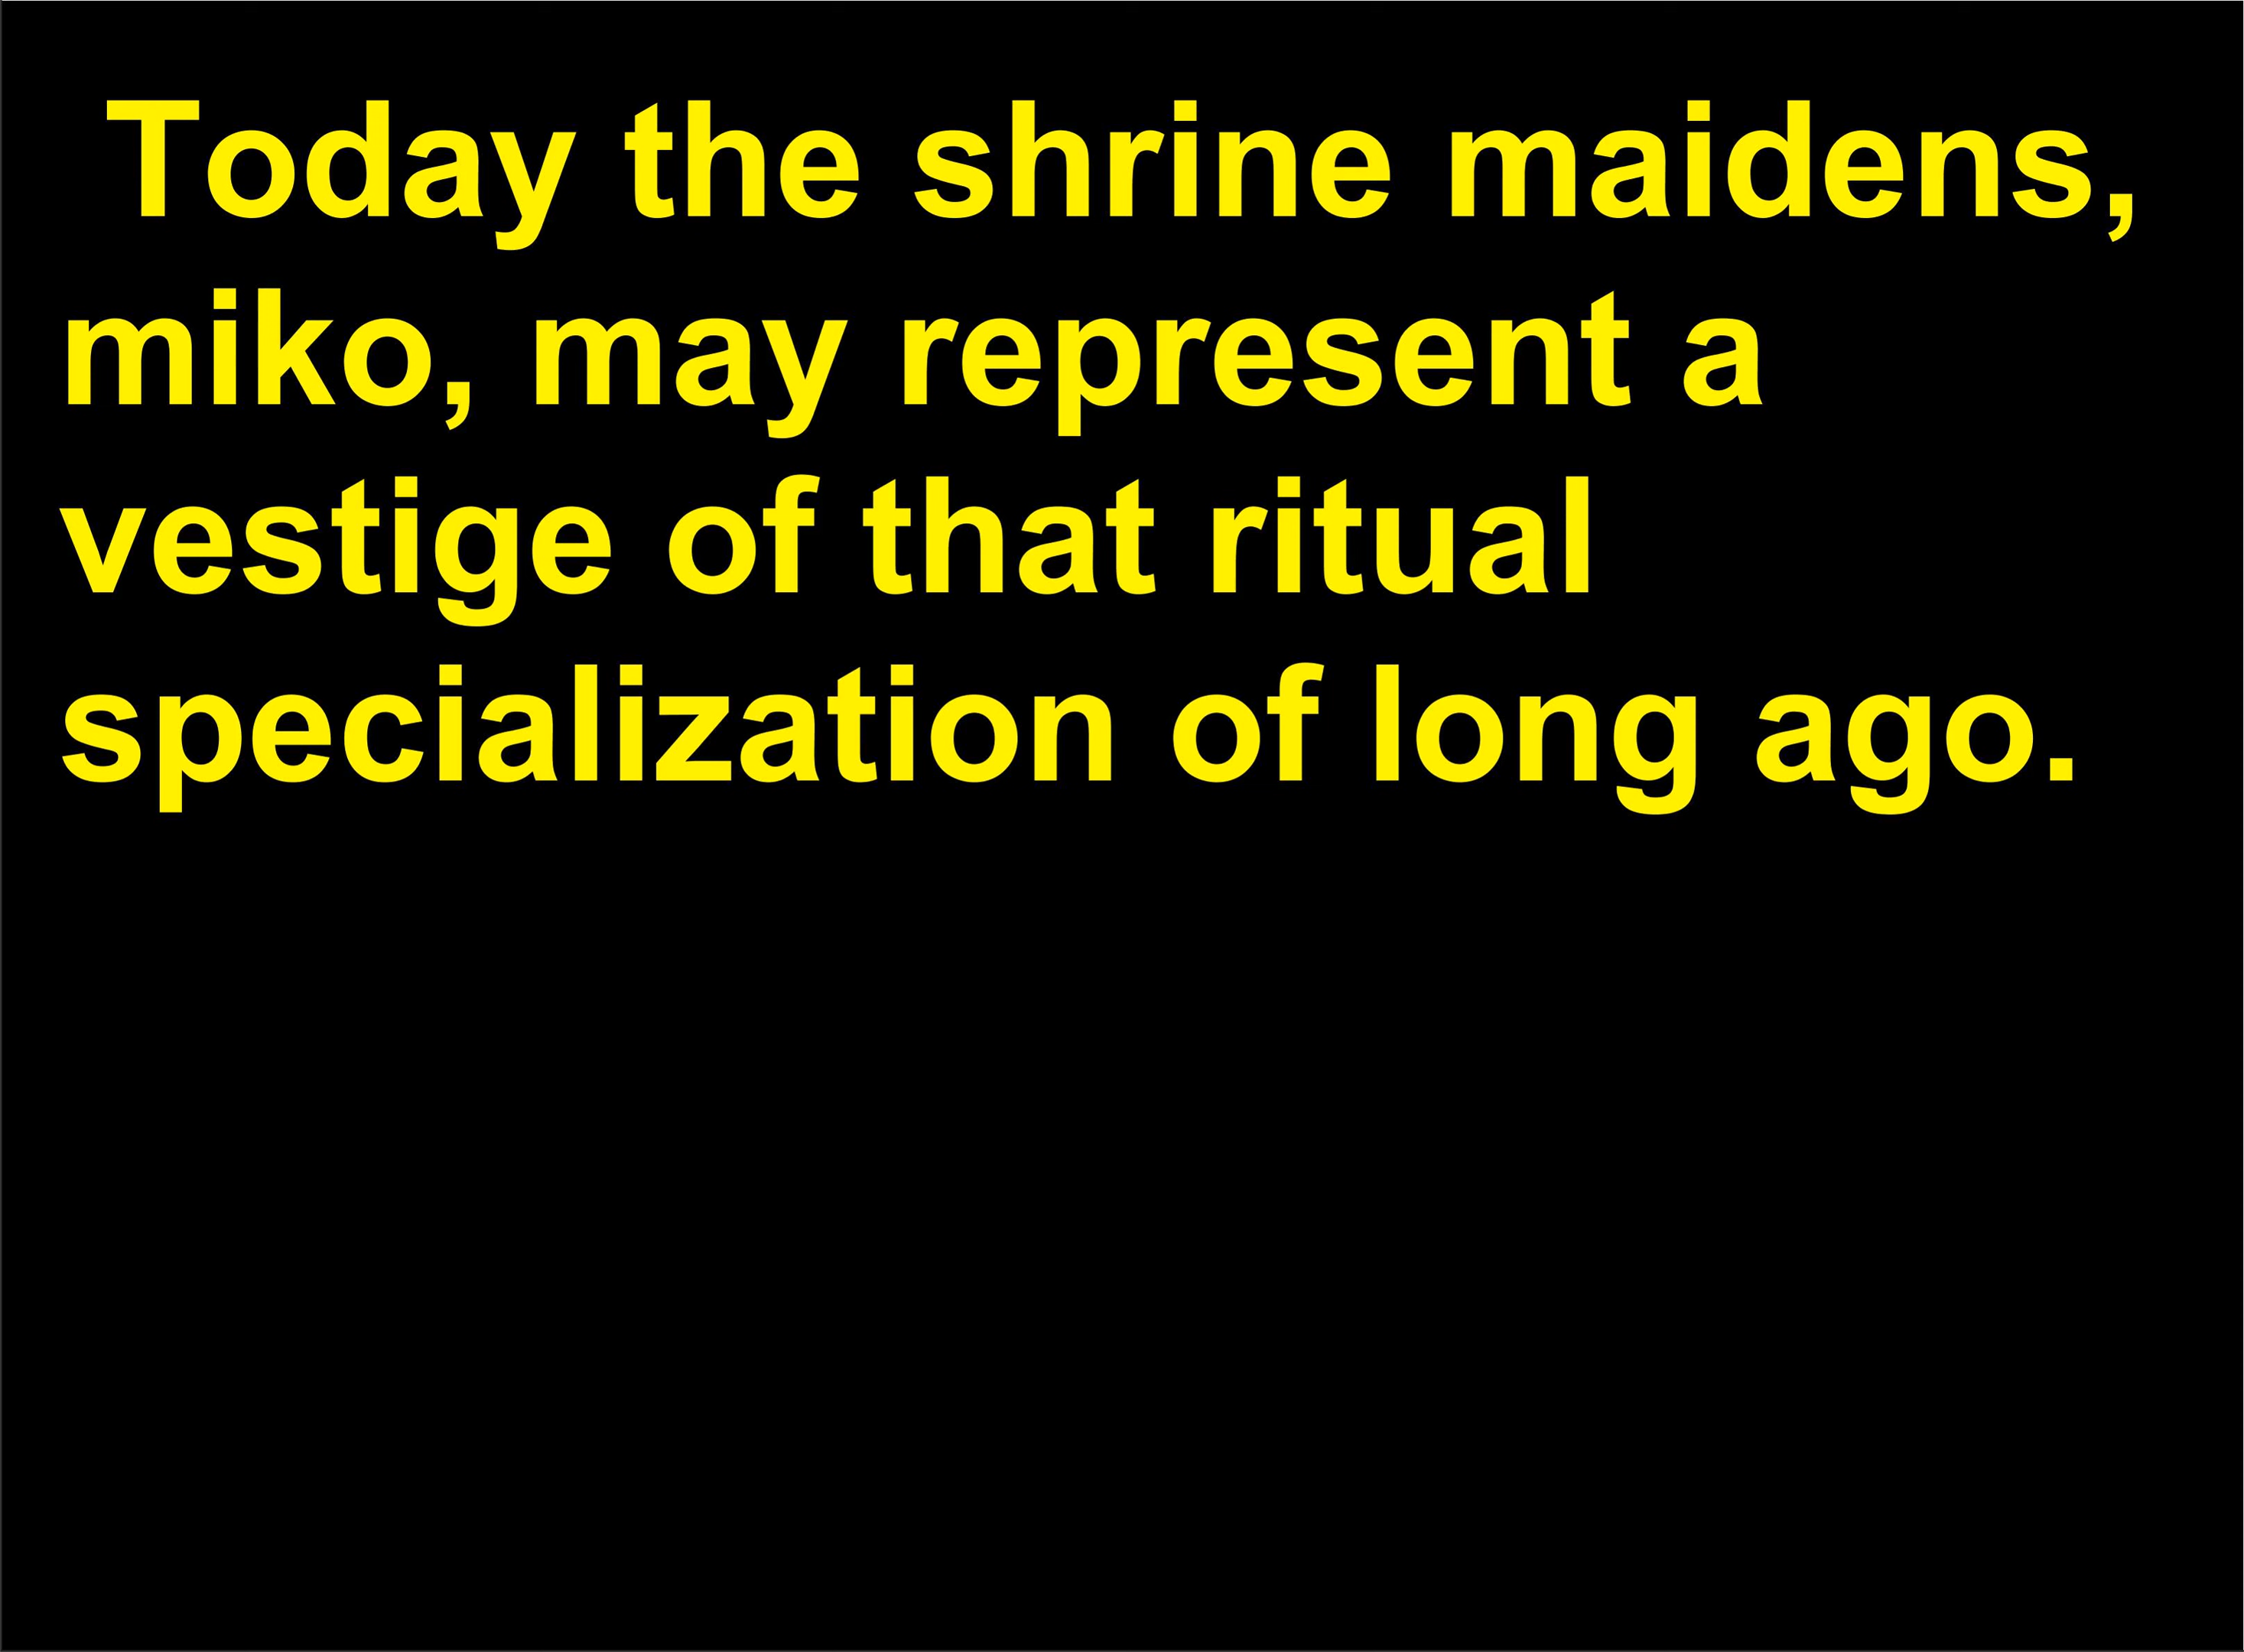 Today the shrine maidens,
miko, may represent a
vestige of that ritual
specialization of long ago.